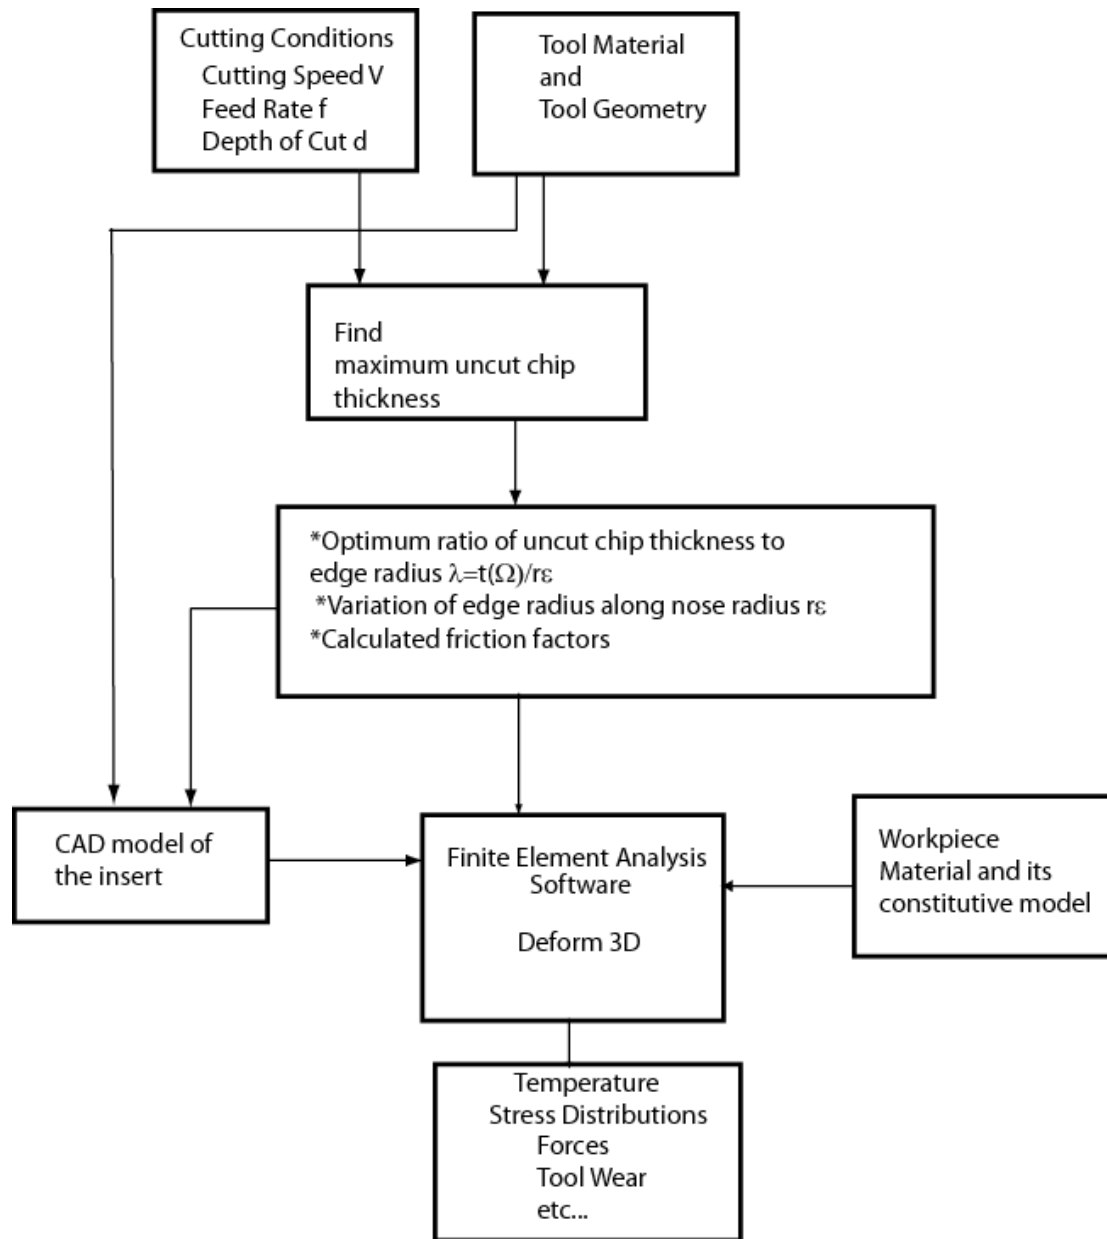 Cutting Conditions
Cutting Speed V
Feed Rate f
Depth of Cut d
Tool Material
and
Tool Geometry
Find
maximum uncut chip
thickness
*Optimum ratio of uncut chip thickness to
edge radius λ=t(Ω)/rε
*Variation of edge radius along nose radius rε
*Calculated friction factors
CAD model of
the insert
Finite Element Analysis
Software
Deform 3D
Workpiece
Material and its
constitutive model
Temperature
Stress Distributions
Forces
Tool Wear
etc...